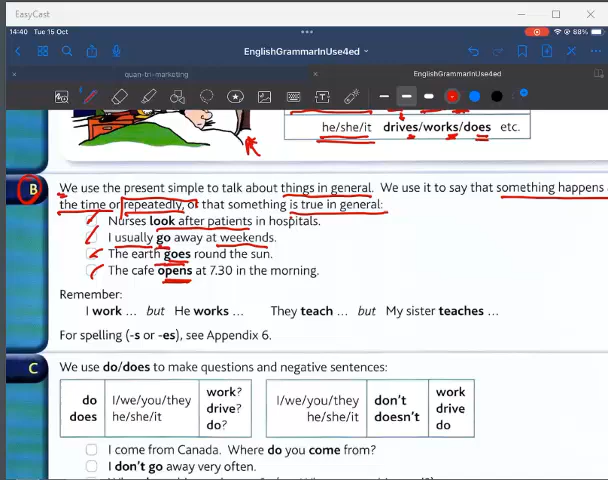 EasyCast
14:40 Tue 15 Oct
88%
EnglishGrammarInUse4ed
quan-tri-marketing
EnglishGrammarInUse4ed
he/she/it drives/works/does etc.
B
We use the present simple to talk about things in general. We use it to say that something happens
the time or repeatedly, or that something is true in general:
Nurses look after patients in hospitals.
I usually go away at weekends.
The earth goes round the sun.
The cafe opens at 7.30 in the morning.
Remember:
I work ... but He works ... They teach ... but My sister teaches ...
For spelling (-s or -es), see Appendix 6.
C
We use do/does to make questions and negative sentences:
do I/we/you/they work? I/we/you/they don't work
does he/she/it drive? he/she/it doesn't drive
do? do
I come from Canada. Where do you come from?
I don't go away very often.